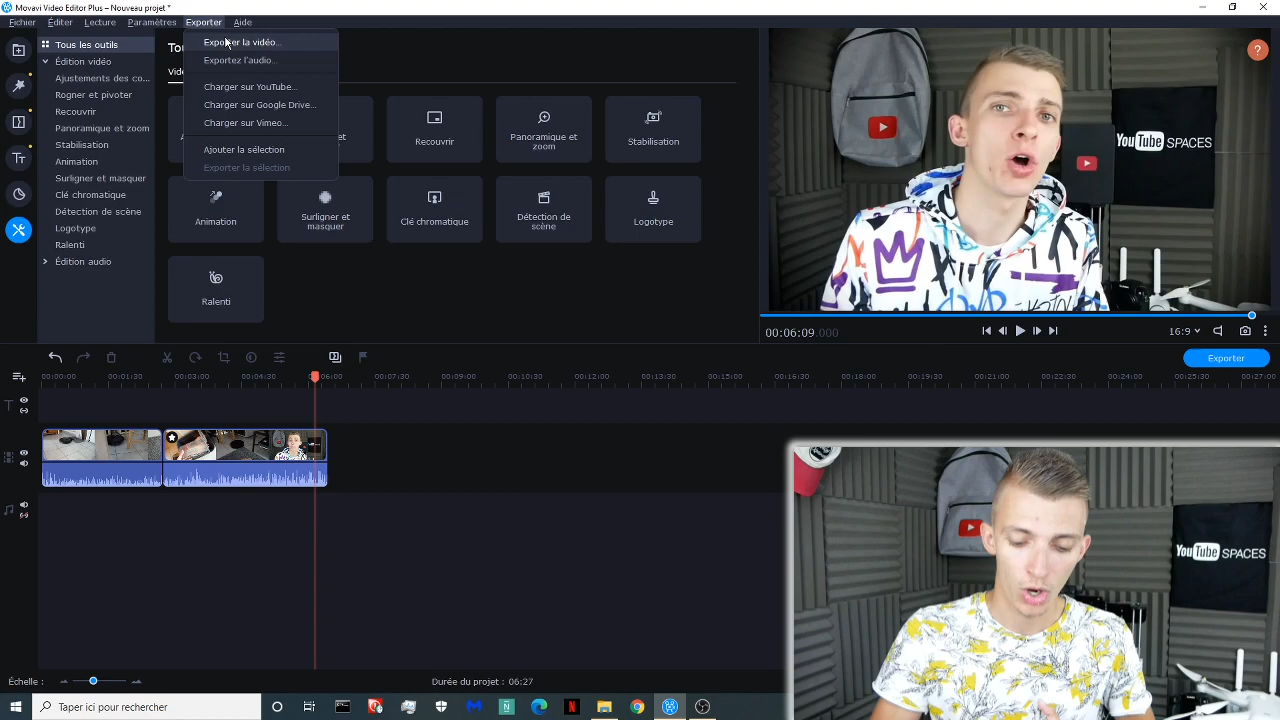 Movavi Video Editor Plus – Nouveau projet *
Fichier Éditer Lecture Paramètres Exporter Aide
Exporter la vidéo...
Exportez l'audio...
Charger sur YouTube...
Charger sur Google Drive...
Charger sur Vimeo...
Ajouter la sélection
Exporter la sélection
Tous les outils
Édition vidéo
Ajustements des co...
Rogner et pivoter
Recouvrir
Panoramique et zoom
Stabilisation
Animation
Surligner et masquer
Clé chromatique
Détection de scène
Logotype
Ralenti
Édition audio
Recouvrir
Panoramique et
zoom
Stabilisation
Animation
Surligner et
masquer
Clé chromatique
Détection de
scène
Logotype
Ralenti
YouTube SPACES
?
00:06:09.000
16:9
Exporter
00:00:00 00:01:30 00:03:00 00:04:30 06:00 00:07:30 00:09:00 00:10:30 00:12:00 00:13:30 00:15:00 00:16:30 00:18:00 00:19:30 00:21:00 00:22:30 00:24:00 00:25:30 00:27:00
YouTube SPACES
Échelle :
Durée du projet : 06:27
Taper ici pour rechercher